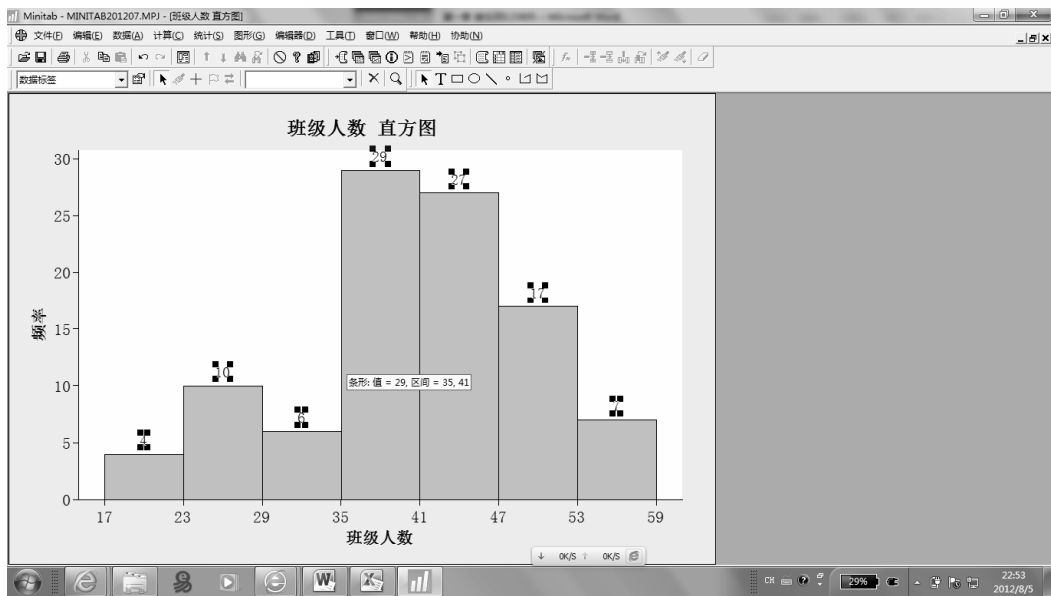 Minitab - MINITAB201207.MPJ - [班级人数 直方图]
文件(F) 编辑(E) 数据(A) 计算(C) 统计(S) 图形(G) 编辑器(D) 工具(T) 窗口(W) 帮助(H) 协助(N)
数据标签
班级人数 直方图
30
25
20
15
10
5
0
频率
4
10
6
29
27
17
7
条形: 值 = 29, 区间 = 35, 41
17 23 29 35 41 47 53 59
班级人数
↓ 0K/S ↑ 0K/S
CH 29% 22:53
2012/8/5